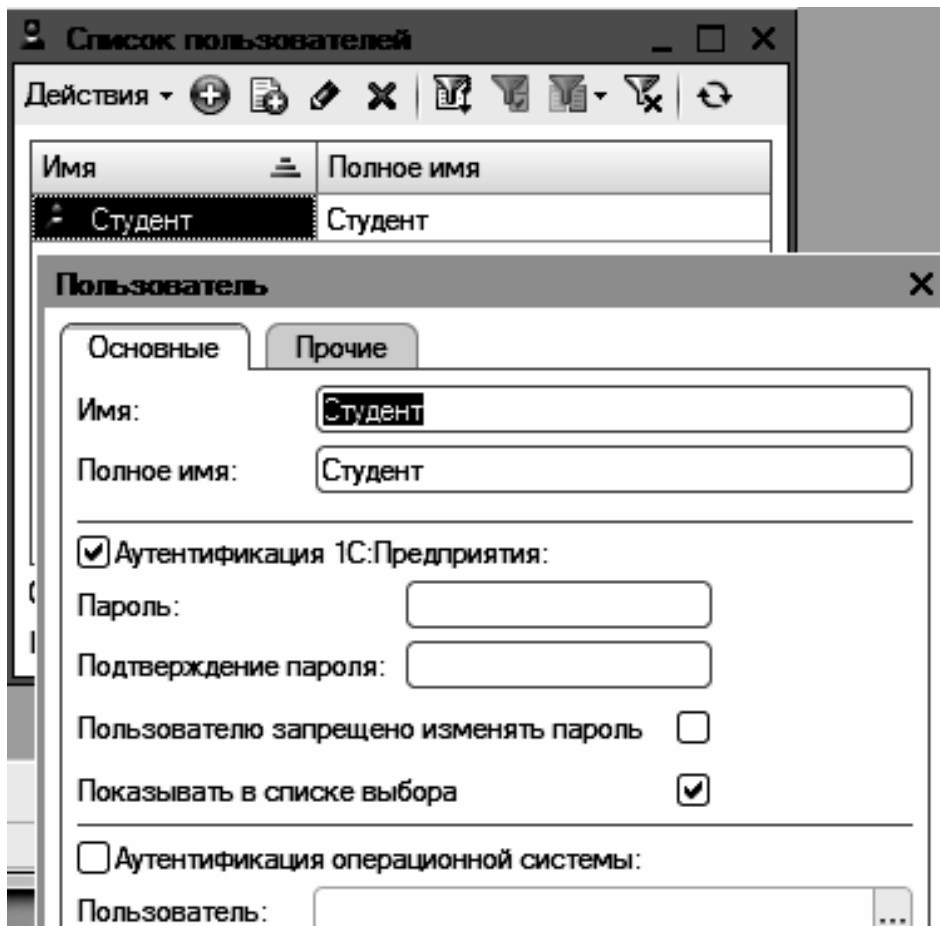 Список пользователей
Действия
Имя Полное имя
Студент Студент
Пользователь
Основные Прочие
Имя: Студент
Полное имя: Студент
Аутентификация 1С:Предприятия:
Пароль:
Подтверждение пароля:
Пользователю запрещено изменять пароль
Показывать в списке выбора
Аутентификация операционной системы:
Пользователь: ...